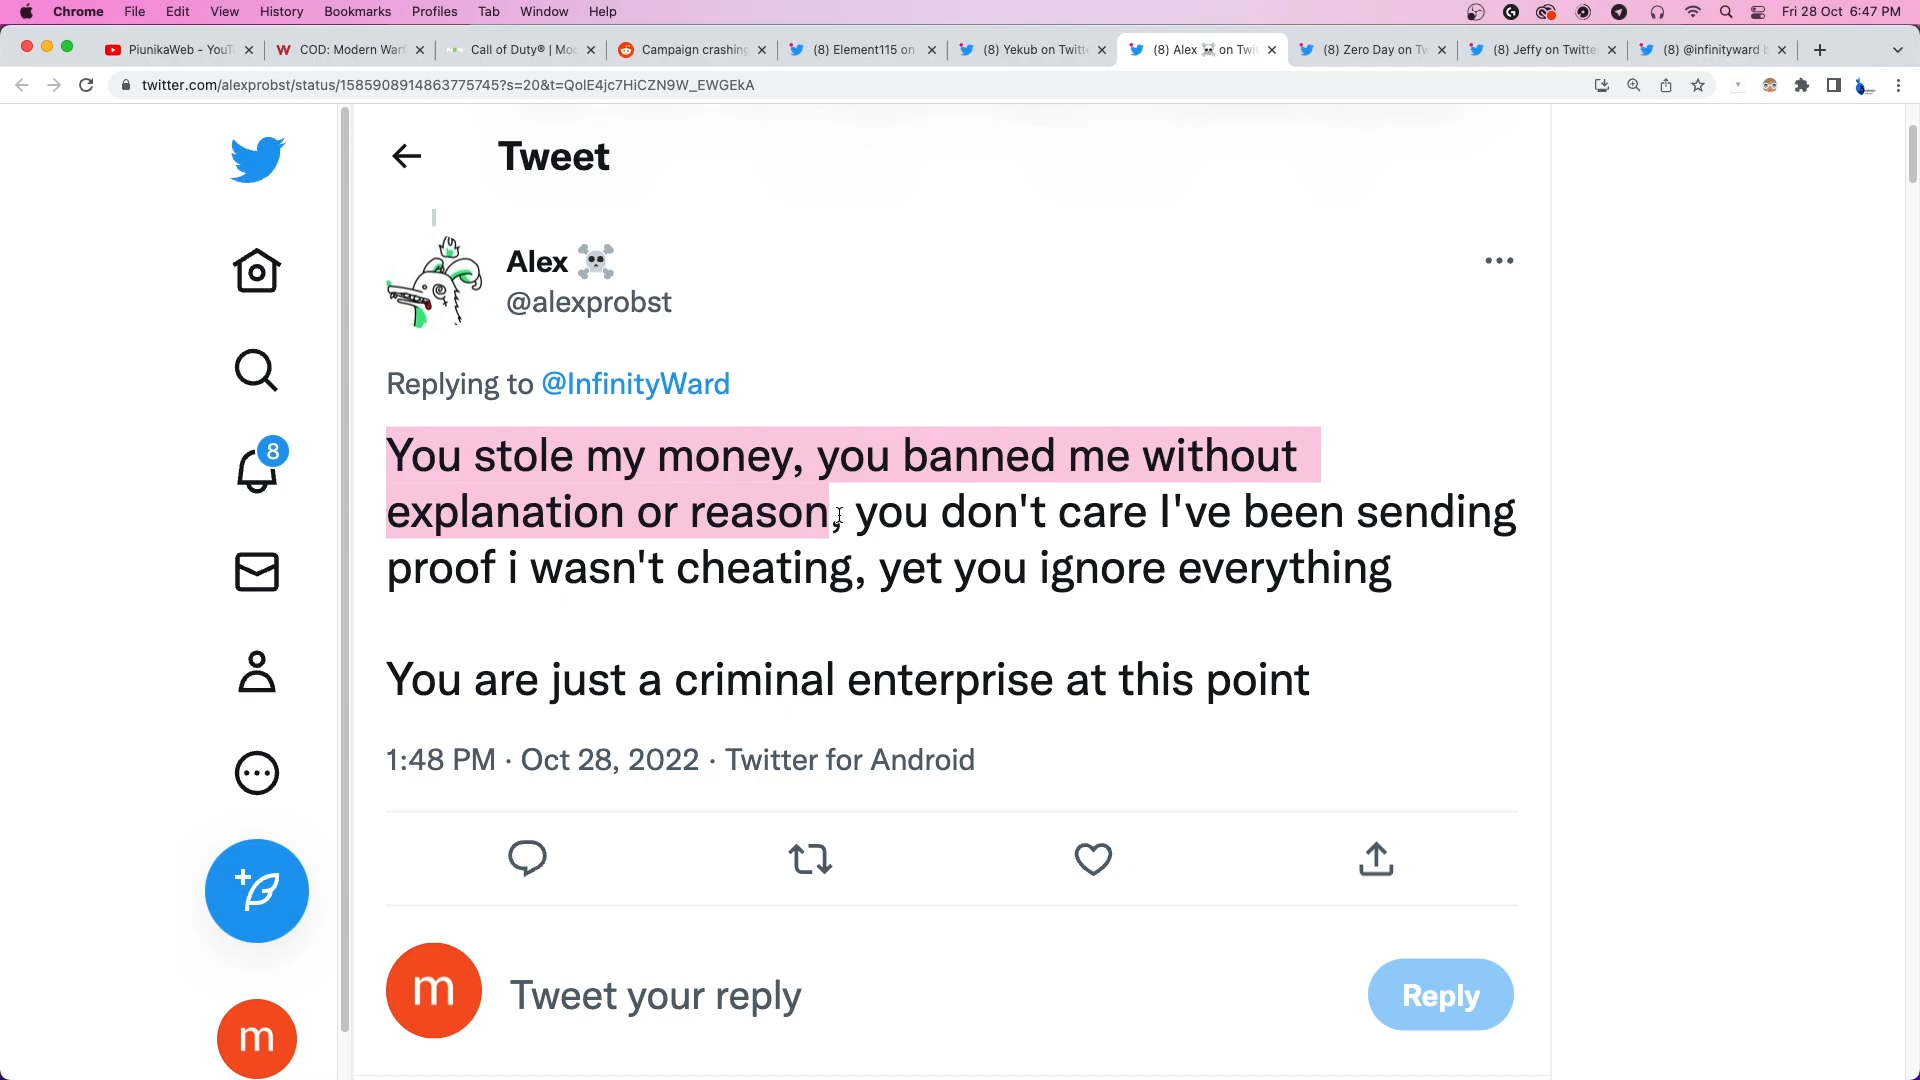 Chrome File Edit View History Bookmarks Profiles Tab Window Help Fri 28 Oct 6:47 PM
PiunikaWeb - YouTu COD: Modern Warf Call of Duty® | Mod Campaign crashing (8) Element115 on (8) Yekub on Twitte (8) Alex ☠️ on Twit (8) Zero Day on Tw (8) Jeffy on Twitte (8) @infinityward
twitter.com/alexprobst/status/1585908914863775745?s=20&t=QolE4jc7HiCZN9W_EWGEkA
Tweet
Alex ☠️
@alexprobst
Replying to @InfinityWard
You stole my money, you banned me without
explanation or reason, you don't care I've been sending
proof i wasn't cheating, yet you ignore everything
You are just a criminal enterprise at this point
1:48 PM · Oct 28, 2022 · Twitter for Android
8
m Tweet your reply Reply
m